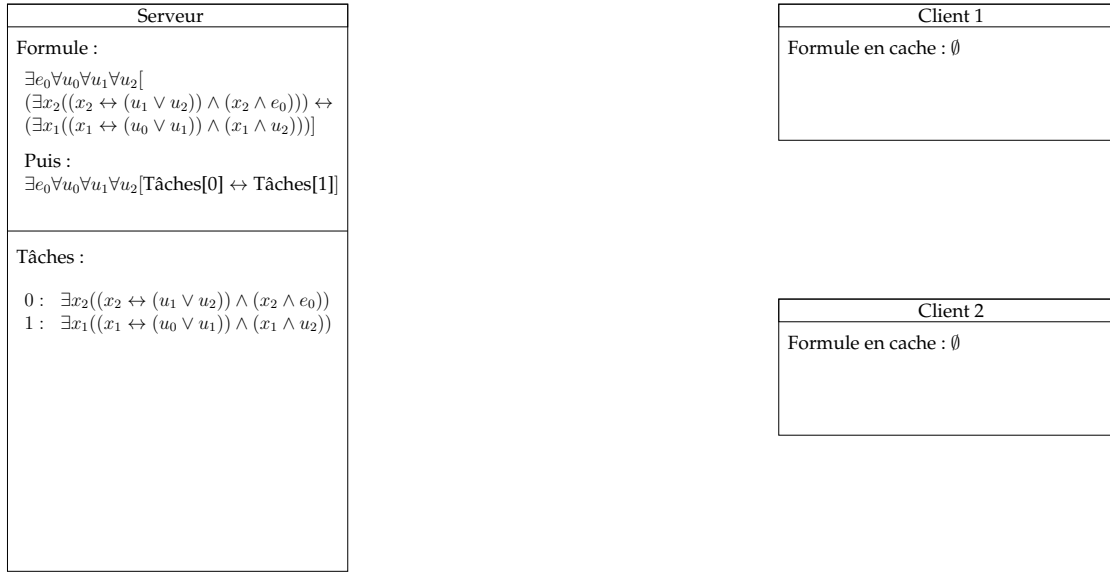 Serveur
Formule :
∃e₀∀u₀∀u₁∀u₂[
(∃x₂((x₂ ↔ (u₁ ∨ u₂)) ∧ (x₂ ∧ e₀))) ↔
(∃x₁((x₁ ↔ (u₀ ∨ u₁)) ∧ (x₁ ∧ u₂)))]
Puis :
∃e₀∀u₀∀u₁∀u₂[Tâches[0] ↔ Tâches[1]]
Tâches :
0 : ∃x₂((x₂ ↔ (u₁ ∨ u₂)) ∧ (x₂ ∧ e₀))
1 : ∃x₁((x₁ ↔ (u₀ ∨ u₁)) ∧ (x₁ ∧ u₂))
Client 1
Formule en cache : ∅
Client 2
Formule en cache : ∅